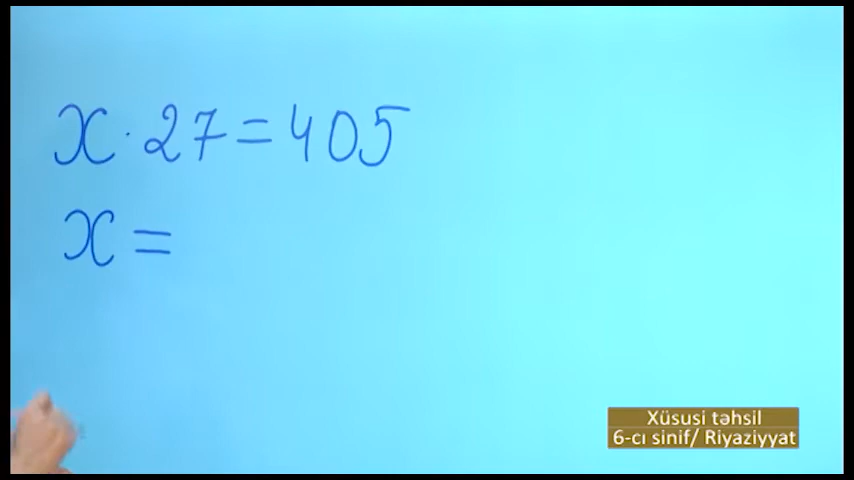 x · 27 = 405
x =
Xüsusi təhsil
6-cı sinif/ Riyaziyyat